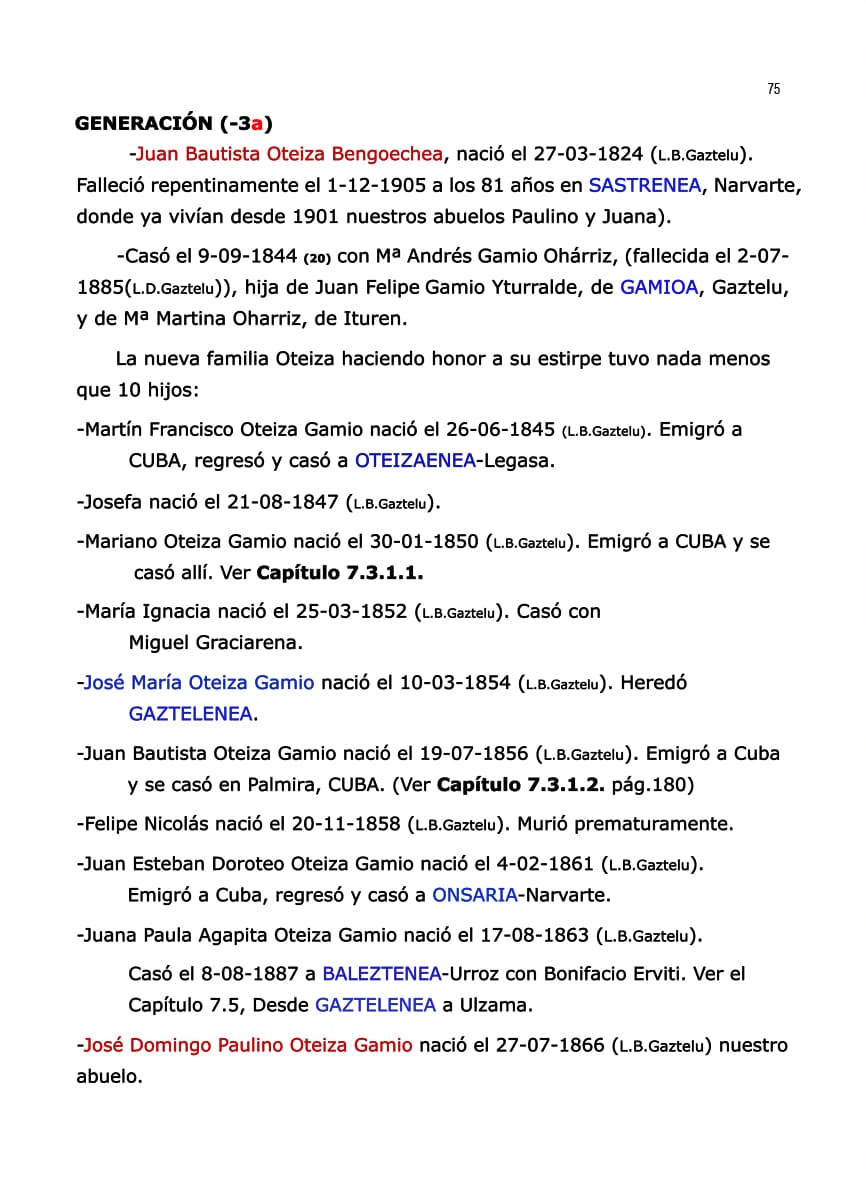 75
GENERACIÓN (-3a)
-Juan Bautista Oteiza Bengoechea, nació el 27-03-1824 (L.B.Gaztelu).
Falleció repentinamente el 1-12-1905 a los 81 años en SASTRENEA, Narvarte,
donde ya vivían desde 1901 nuestros abuelos Paulino y Juana).
-Casó el 9-09-1844 (20) con Mª Andrés Gamio Ohárriz, (fallecida el 2-07-
1885(L.D.Gaztelu)), hija de Juan Felipe Gamio Yturralde, de GAMIOA, Gaztelu,
y de Mª Martina Oharriz, de Ituren.
La nueva familia Oteiza haciendo honor a su estirpe tuvo nada menos
que 10 hijos:
-Martín Francisco Oteiza Gamio nació el 26-06-1845 (L.B.Gaztelu). Emigró a
CUBA, regresó y casó a OTEIZAENEA-Legasa.
-Josefa nació el 21-08-1847 (L.B.Gaztelu).
-Mariano Oteiza Gamio nació el 30-01-1850 (L.B.Gaztelu). Emigró a CUBA y se
casó allí. Ver Capítulo 7.3.1.1.
-María Ignacia nació el 25-03-1852 (L.B.Gaztelu). Casó con
Miguel Graciarena.
-José María Oteiza Gamio nació el 10-03-1854 (L.B.Gaztelu). Heredó
GAZTELENEA.
-Juan Bautista Oteiza Gamio nació el 19-07-1856 (L.B.Gaztelu). Emigró a Cuba
y se casó en Palmira, CUBA. (Ver Capítulo 7.3.1.2. pág.180)
-Felipe Nicolás nació el 20-11-1858 (L.B.Gaztelu). Murió prematuramente.
-Juan Esteban Doroteo Oteiza Gamio nació el 4-02-1861 (L.B.Gaztelu).
Emigró a Cuba, regresó y casó a ONSARIA-Narvarte.
-Juana Paula Agapita Oteiza Gamio nació el 17-08-1863 (L.B.Gaztelu).
Casó el 8-08-1887 a BALEZTENEA-Urroz con Bonifacio Erviti. Ver el
Capítulo 7.5, Desde GAZTELENEA a Ulzama.
-José Domingo Paulino Oteiza Gamio nació el 27-07-1866 (L.B.Gaztelu) nuestro
abuelo.